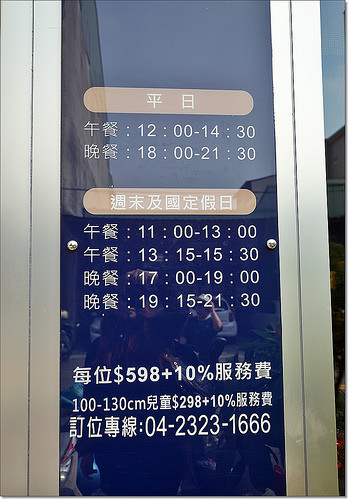 平 日
午餐：12：00-14：30
晚餐：18：00-21：30
週末及國定假日
午餐：11：00-13：00
午餐：13：15-15：30
晚餐：17：00-19：00
晚餐：19：15-21：30
每位$598+10%服務費
100-130cm兒童$298+10%服務費
訂位專線:04-2323-1666